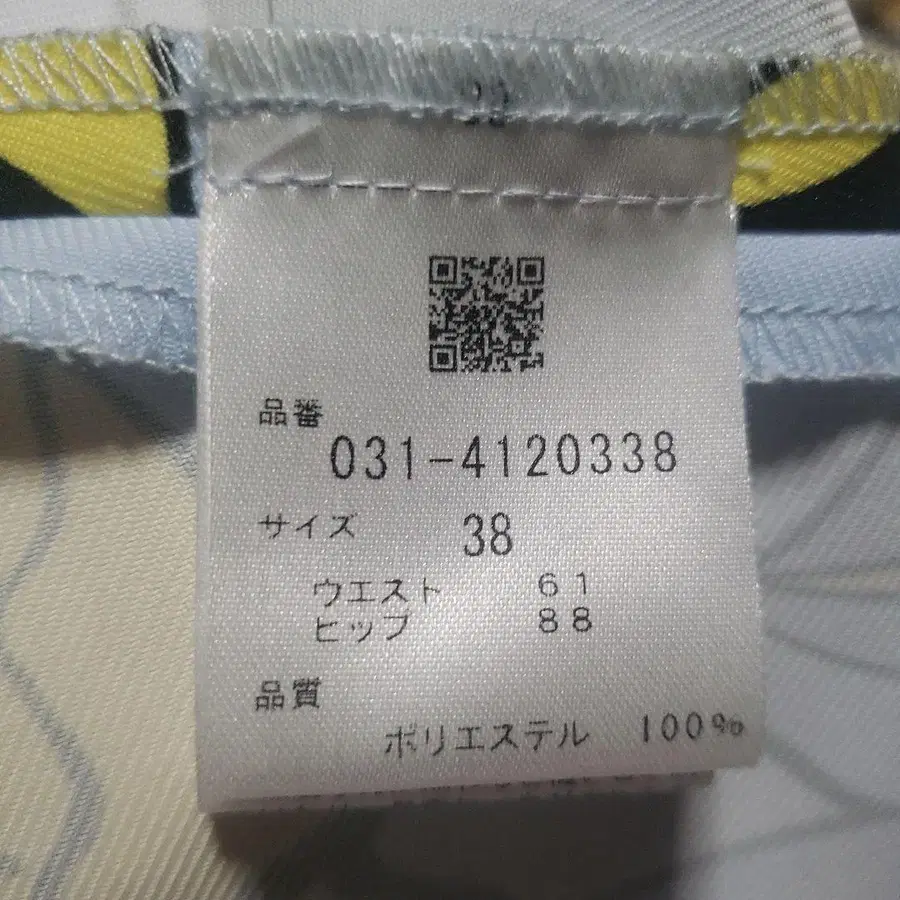 品番
031-4120338
サイズ 38
ウエスト 61
ヒップ 88
品質
ポリエステル 100%